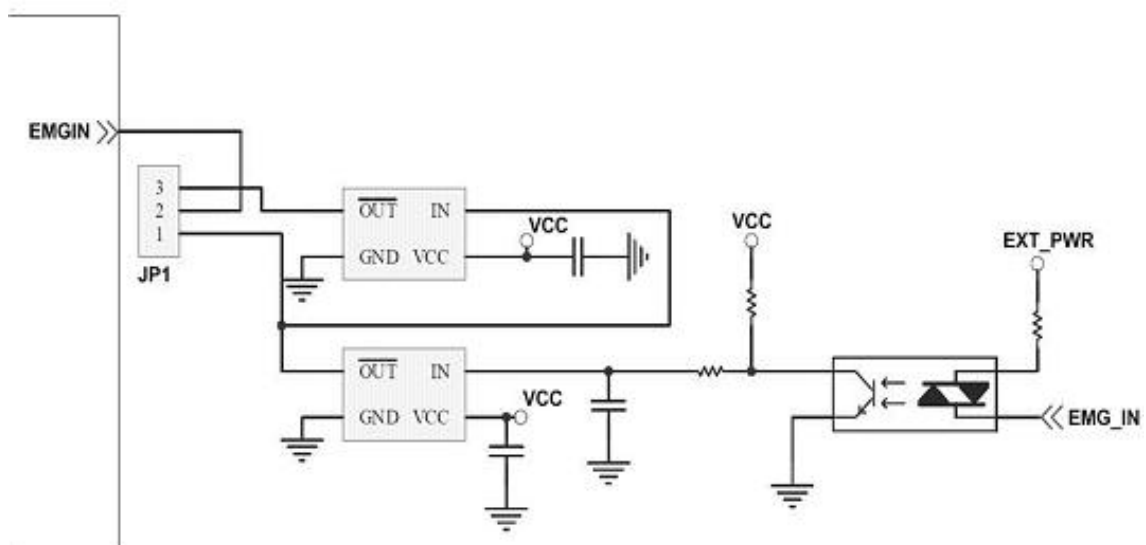 EMGIN
3
2
1
JP1
OUT IN
GND VCC
VCC
VCC
EXT_PWR
OUT IN
GND VCC
VCC
EMG_IN